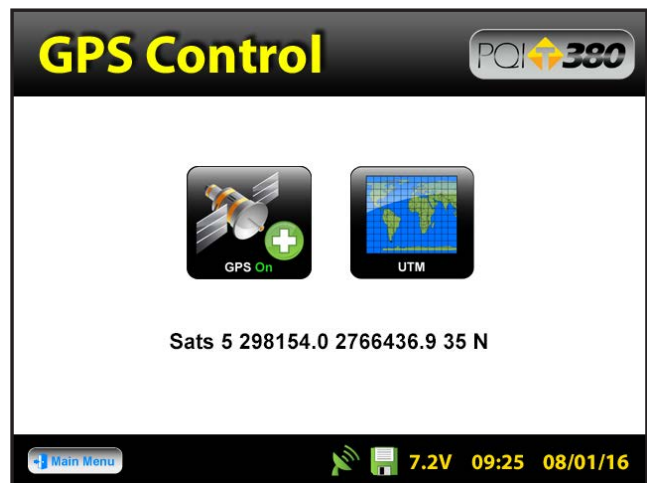 GPS Control
PQI 380
GPS On
UTM
Sats 5 298154.0 2766436.9 35 N
Main Menu
7.2V 09:25 08/01/16